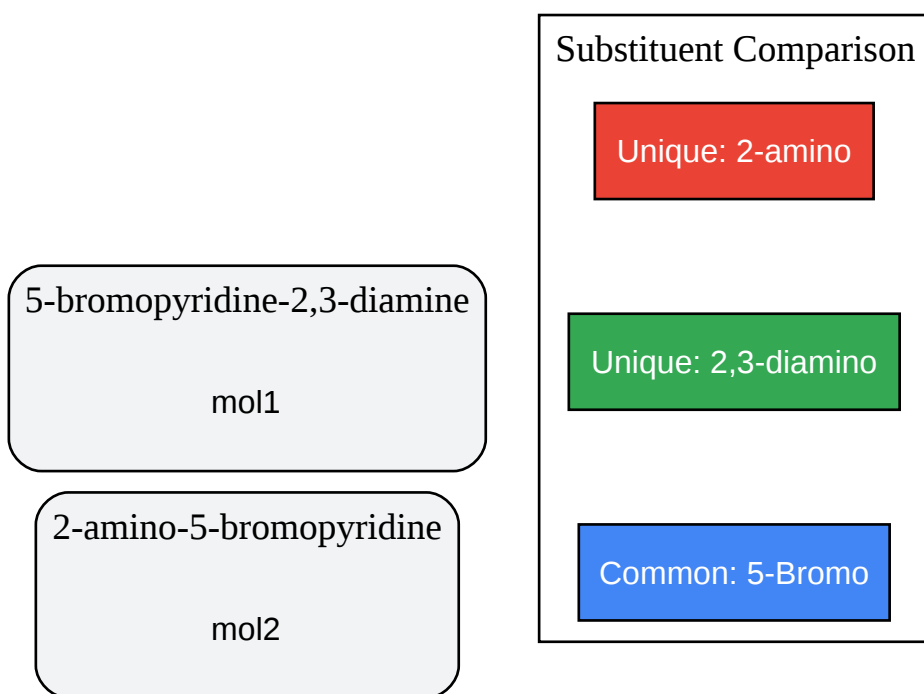 Substituent Comparison
Unique: 2-amino
Unique: 2,3-diamino
Common: 5-Bromo
5-bromopyridine-2,3-diamine
mol1
2-amino-5-bromopyridine
mol2